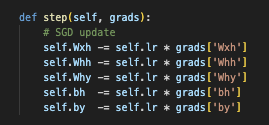 def step(self, grads):
    # SGD update
    self.Wxh -= self.lr * grads['Wxh']
    self.Whh -= self.lr * grads['Whh']
    self.Why -= self.lr * grads['Why']
    self.bh  -= self.lr * grads['bh']
    self.by  -= self.lr * grads['by']